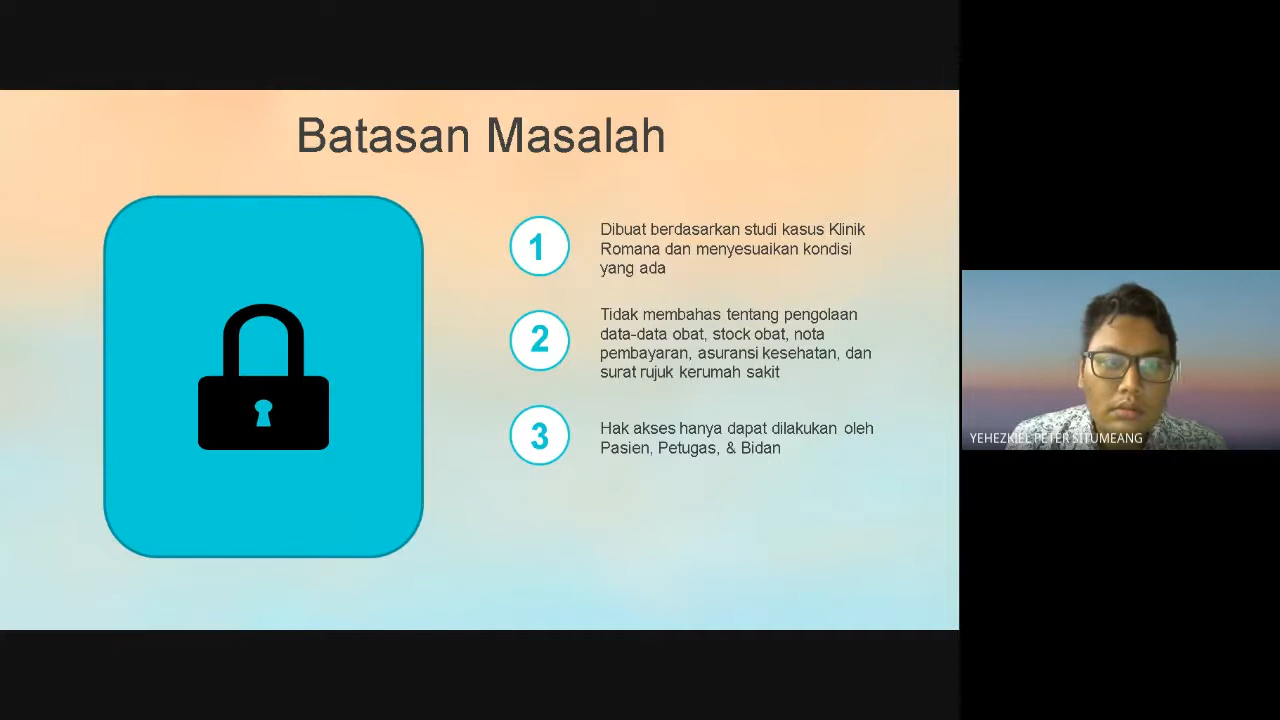 Batasan Masalah
1
Dibuat berdasarkan studi kasus Klinik
Romana dan menyesuaikan kondisi
yang ada
2
Tidak membahas tentang pengolaan
data-data obat, stock obat, nota
pembayaran, asuransi kesehatan, dan
surat rujuk kerumah sakit
3
Hak akses hanya dapat dilakukan oleh
Pasien, Petugas, & Bidan
YEHEZKIEL PETER SITUMEANG